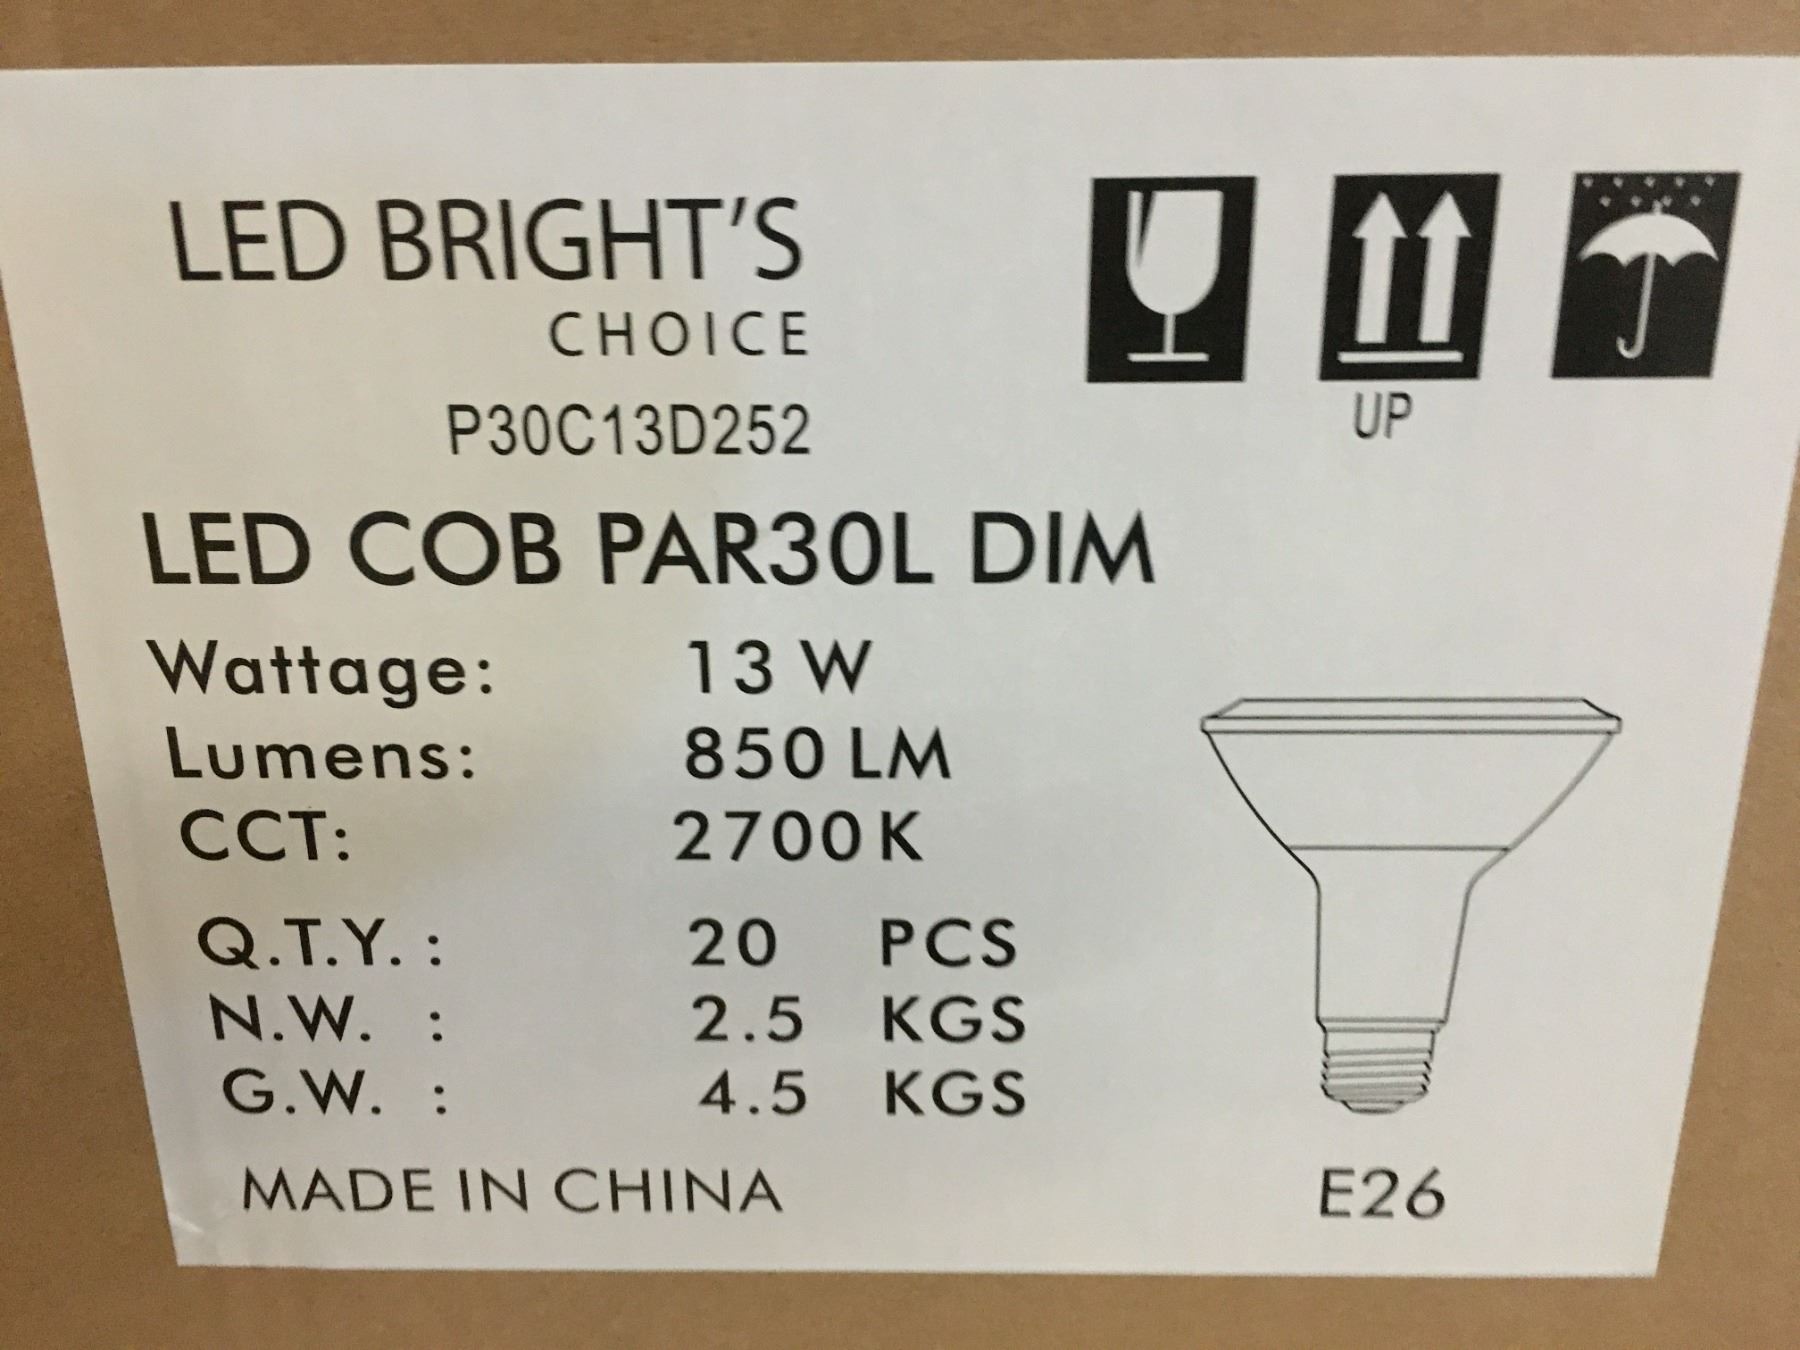 LED BRIGHT'S
CHOICE
P30C13D252
UP
LED COB PAR30L DIM
Wattage: 13 W
Lumens: 850 LM
CCT: 2700 K
Q.T.Y. : 20 PCS
N.W. : 2.5 KGS
G.W. : 4.5 KGS
MADE IN CHINA
E26